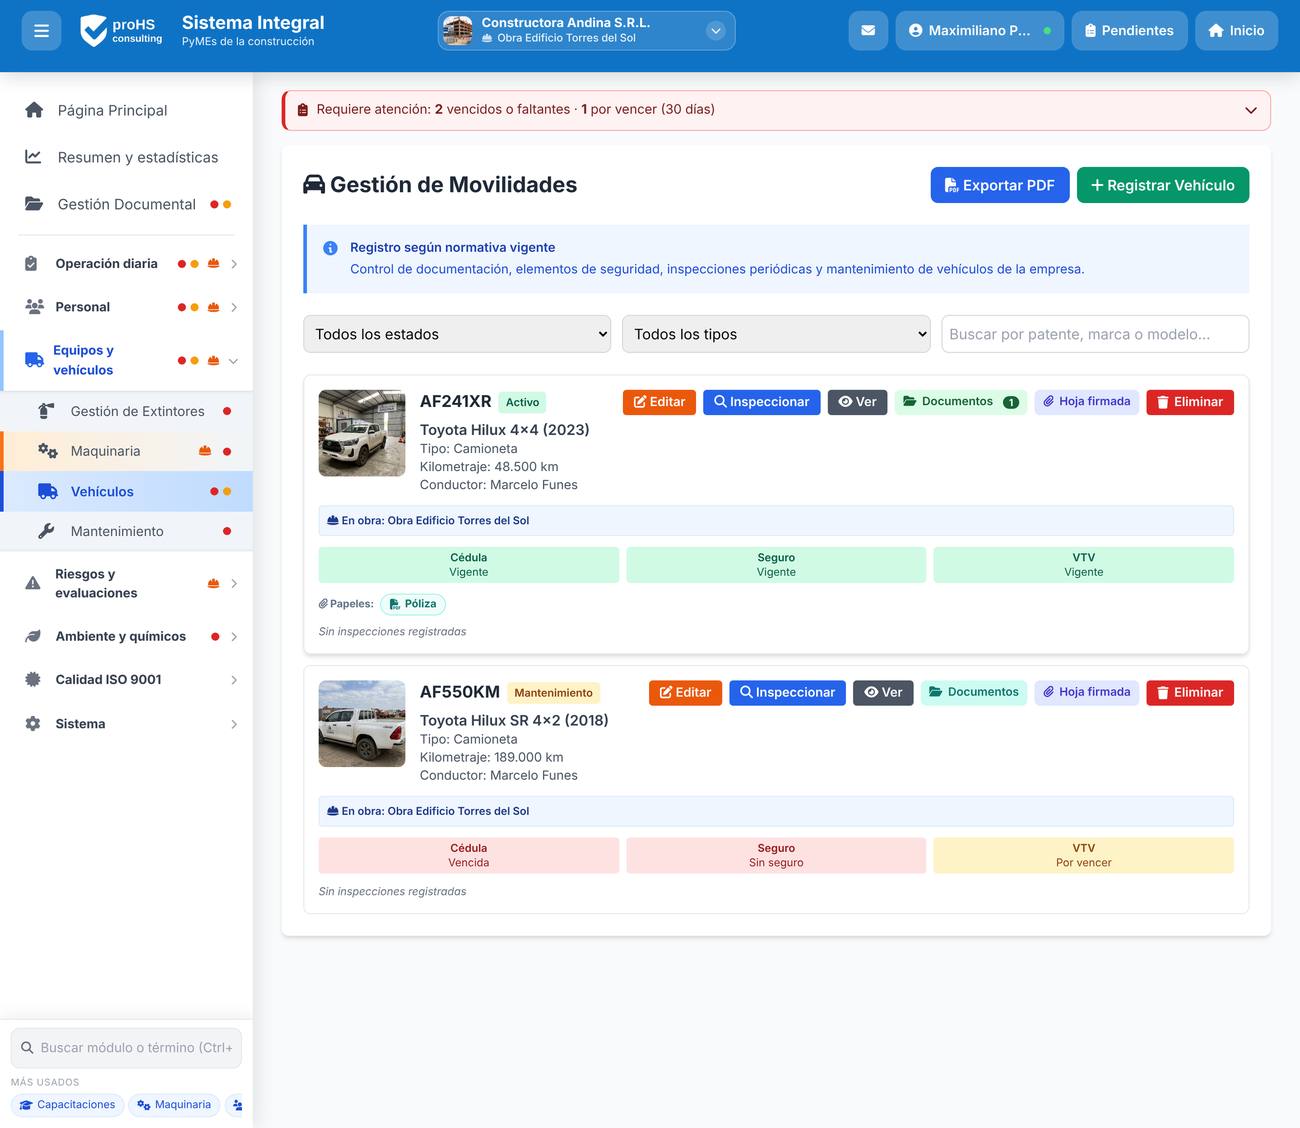 proHS
consulting
Sistema Integral
PyMEs de la construcción
Constructora Andina S.R.L.
Obra Edificio Torres del Sol
Maximiliano P...
Pendientes
Inicio
Página Principal
Resumen y estadísticas
Gestión Documental
Operación diaria
Personal
Equipos y
vehículos
Gestión de Extintores
Maquinaria
Vehículos
Mantenimiento
Riesgos y
evaluaciones
Ambiente y químicos
Calidad ISO 9001
Sistema
Buscar módulo o término (Ctrl+
MÁS USADOS
Capacitaciones
Maquinaria
Requiere atención: 2 vencidos o faltantes · 1 por vencer (30 días)
Gestión de Movilidades
Exportar PDF
Registrar Vehículo
Registro según normativa vigente
Control de documentación, elementos de seguridad, inspecciones periódicas y mantenimiento de vehículos de la empresa.
Todos los estados
Todos los tipos
Buscar por patente, marca o modelo...
AF241XR Activo
Editar
Inspeccionar
Ver
Documentos 1
Hoja firmada
Eliminar
Toyota Hilux 4×4 (2023)
Tipo: Camioneta
Kilometraje: 48.500 km
Conductor: Marcelo Funes
En obra: Obra Edificio Torres del Sol
Cédula
Vigente
Seguro
Vigente
VTV
Vigente
Papeles: Póliza
Sin inspecciones registradas
AF550KM Mantenimiento
Editar
Inspeccionar
Ver
Documentos
Hoja firmada
Eliminar
Toyota Hilux SR 4×2 (2018)
Tipo: Camioneta
Kilometraje: 189.000 km
Conductor: Marcelo Funes
En obra: Obra Edificio Torres del Sol
Cédula
Vencida
Seguro
Sin seguro
VTV
Por vencer
Sin inspecciones registradas